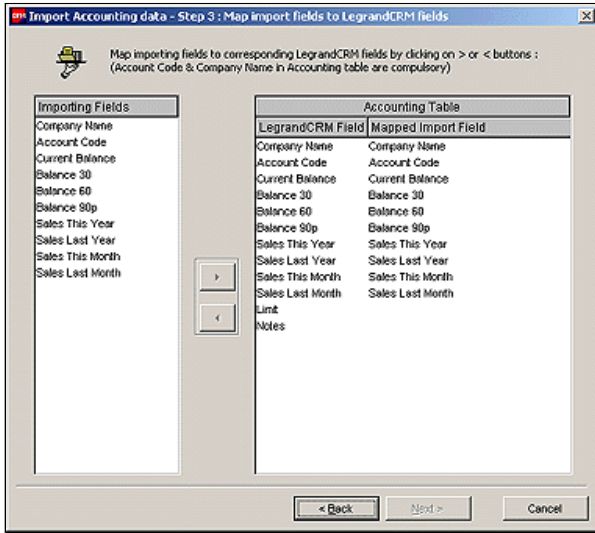 CRM Import Accounting data - Step 3 : Map import fields to LegrandCRM fields
Map importing fields to corresponding LegrandCRM fields by clicking on > or < buttons :
(Account Code & Company Name in Accounting table are compulsory)
Importing Fields
Company Name
Account Code
Current Balance
Balance 30
Balance 60
Balance 90p
Sales This Year
Sales Last Year
Sales This Month
Sales Last Month
Accounting Table
LegrandCRM Field Mapped Import Field
Company Name Company Name
Account Code Account Code
Current Balance Current Balance
Balance 30 Balance 30
Balance 60 Balance 60
Balance 90p Balance 90p
Sales This Year Sales This Year
Sales Last Year Sales Last Year
Sales This Month Sales This Month
Sales Last Month Sales Last Month
Limit
Notes
< Back Next > Cancel